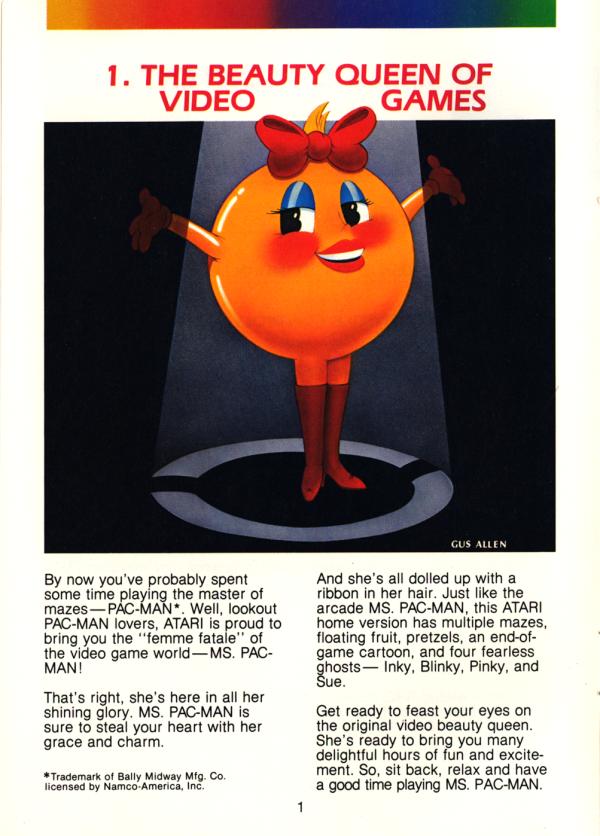 1. THE BEAUTY QUEEN OF
VIDEO GAMES
GUS ALLEN
By now you've probably spent
some time playing the master of
mazes—PAC-MAN*. Well, lookout
PAC-MAN lovers, ATARI is proud to
bring you the "femme fatale" of
the video game world—MS. PAC-
MAN!
That's right, she's here in all her
shining glory. MS. PAC-MAN is
sure to steal your heart with her
grace and charm.
*Trademark of Bally Midway Mfg. Co.
licensed by Namco-America, Inc.
And she's all dolled up with a
ribbon in her hair. Just like the
arcade MS. PAC-MAN, this ATARI
home version has multiple mazes,
floating fruit, pretzels, an end-of-
game cartoon, and four fearless
ghosts— Inky, Blinky, Pinky, and
Sue.
Get ready to feast your eyes on
the original video beauty queen.
She's ready to bring you many
delightful hours of fun and excite-
ment. So, sit back, relax and have
a good time playing MS. PAC-MAN.
1